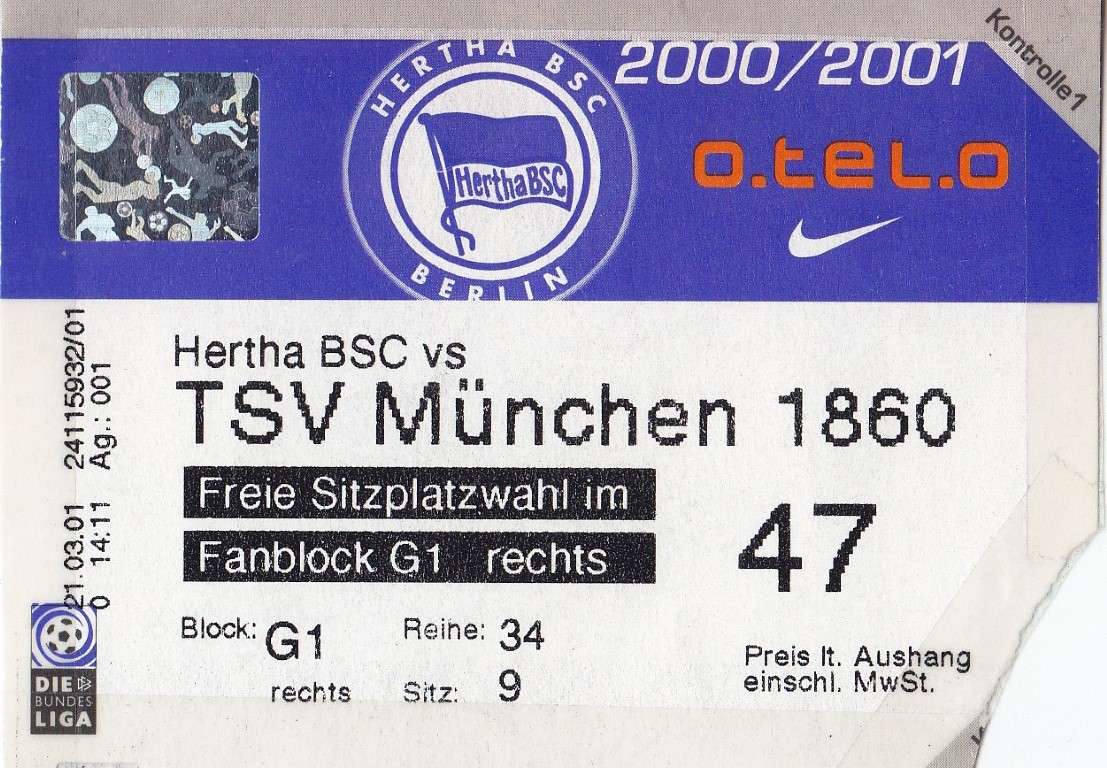 Kontrolle1
HERTHA BSC
BERLIN
HerthaBSC
2000/2001
o.tel.o
24115932/01
Ag.: 001
21.03.01
0 14:11
Hertha BSC vs
TSV München 1860
Freie Sitzplatzwahl im
Fanblock G1 rechts
47
Block: G1
rechts
Reihe: 34
Sitz: 9
Preis lt. Aushang
einschl. MwSt.
DIE
BUNDES
LIGA